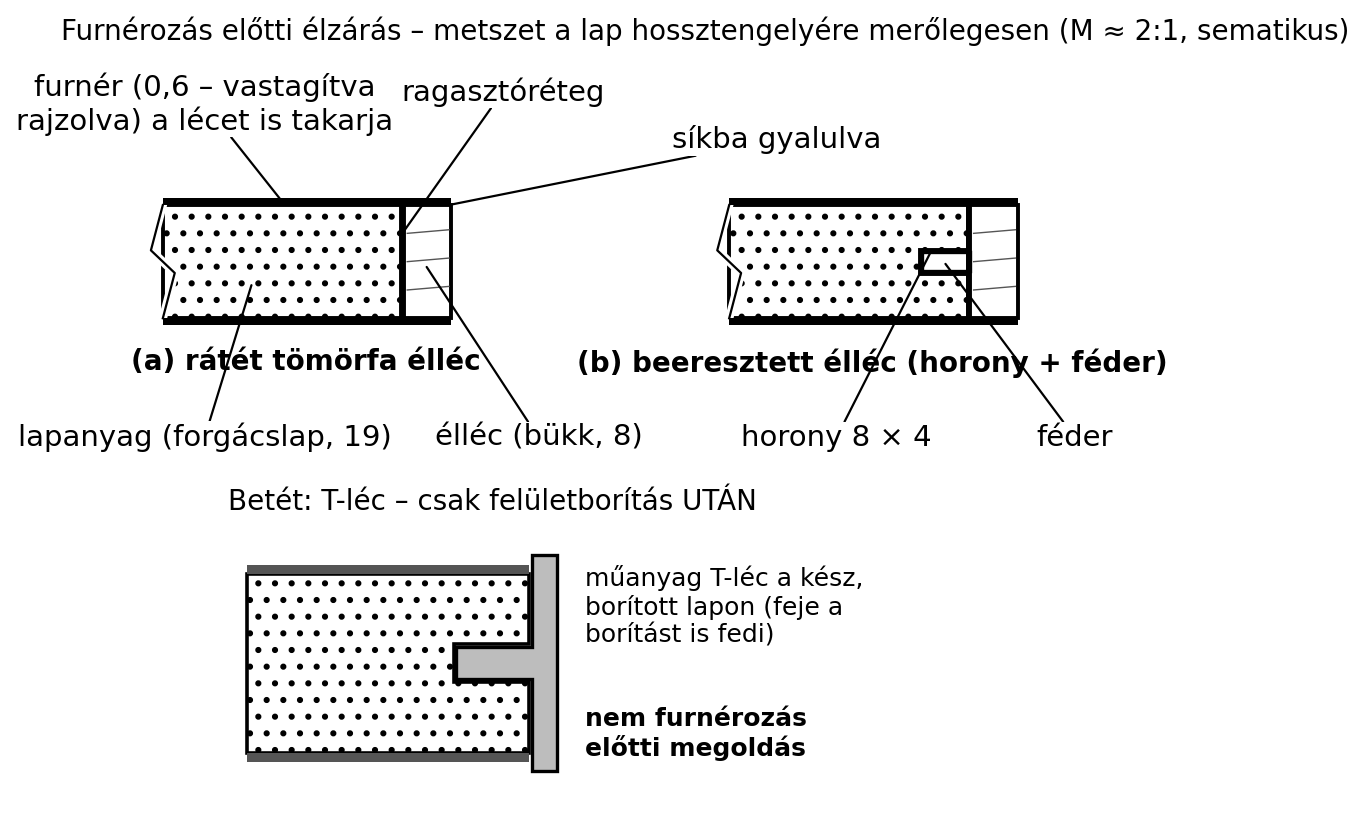 Furnérozás előtti élzárás – metszet a lap hossztengelyére merőlegesen (M ≈ 2:1, sematikus)
furnér (0,6 – vastagítva
rajzolva) a lécet is takarja
ragasztóréteg
síkba gyalulva
(a) rátét tömörfa élléc
(b) beeresztett élléc (horony + féder)
lapanyag (forgácslap, 19)
élléc (bükk, 8)
horony 8 × 4
féder
Betét: T-léc – csak felületborítás UTÁN
műanyag T-léc a kész,
borított lapon (feje a
borítást is fedi)
nem furnérozás
előtti megoldás